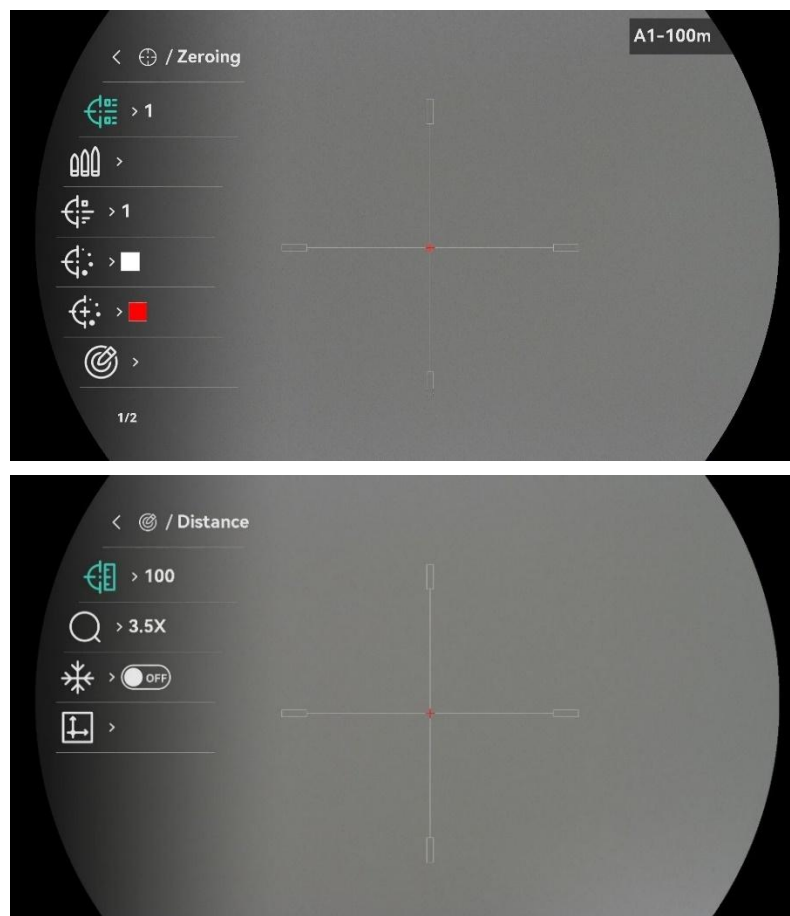 / Zeroing
A1-100m
1
1
1/2
/ Distance
100
3.5X
OFF